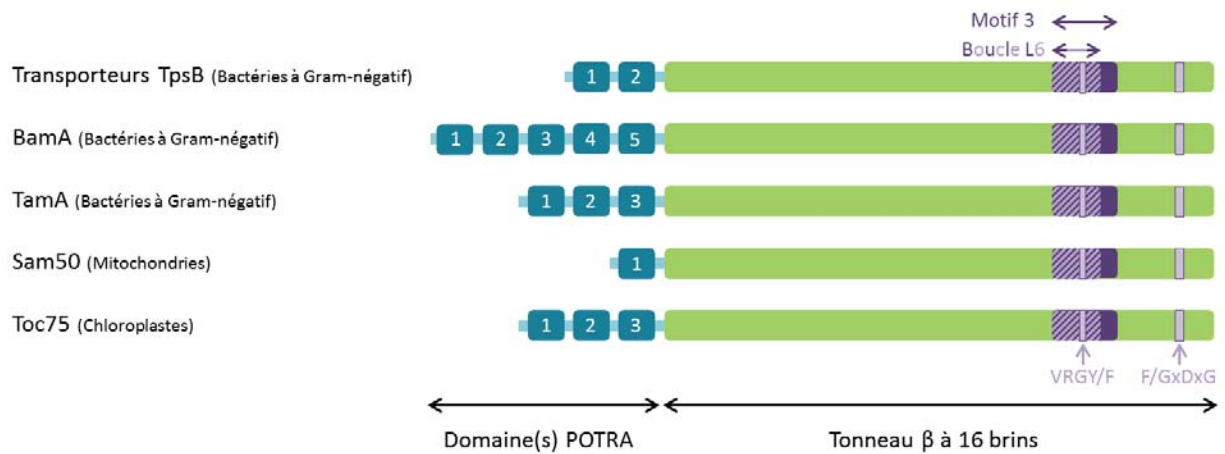 Motif 3
Boucle L6
Transporteurs TpsB (Bactéries à Gram-négatif)
1 2
BamA (Bactéries à Gram-négatif)
1 2 3 4 5
TamA (Bactéries à Gram-négatif)
1 2 3
Sam50 (Mitochondries)
1
Toc75 (Chloroplastes)
1 2 3
VRGY/F F/GxDxG
Domaine(s) POTRA Tonneau β à 16 brins